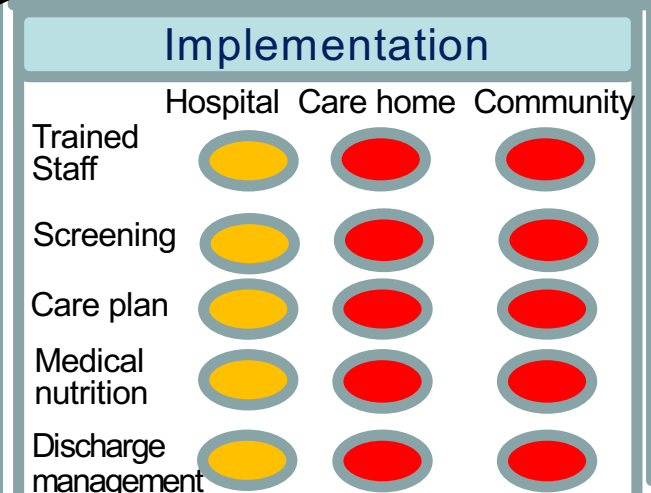 Implementation
Hospital Care home Community
Trained
Staff
Screening
Care plan
Medical
nutrition
Discharge
management